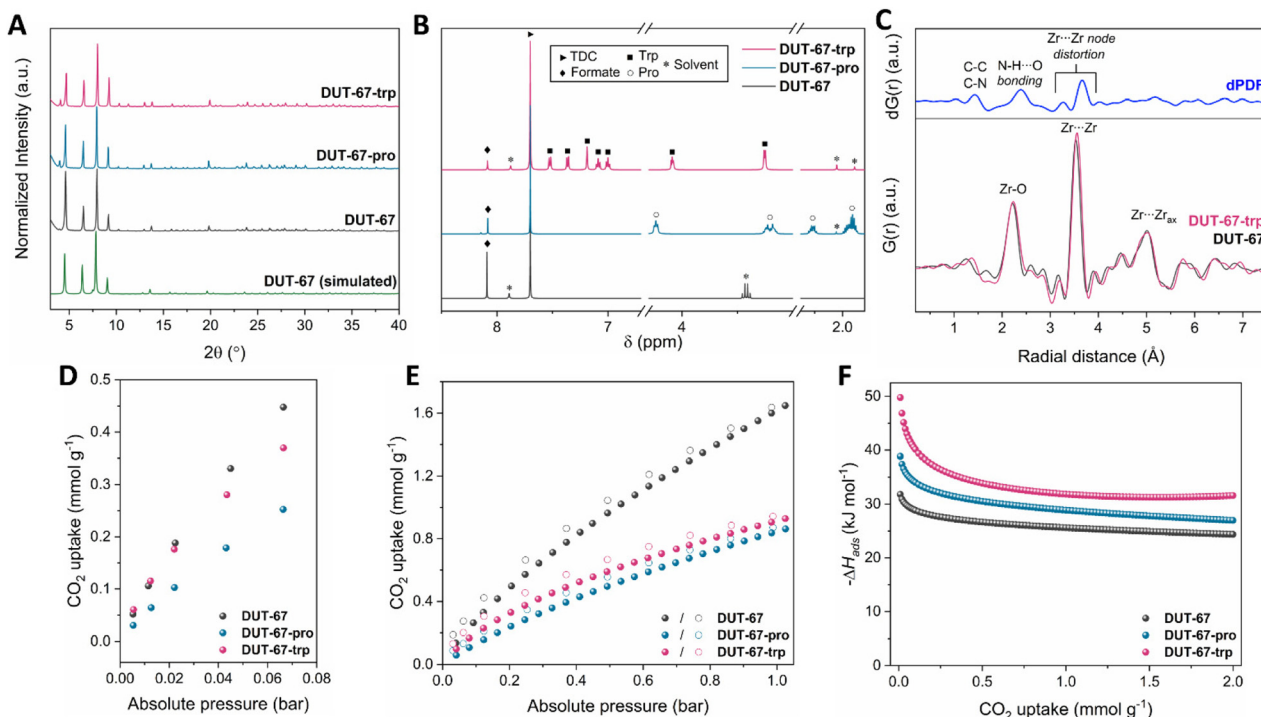 A
Normalized Intensity (a.u.)
DUT-67-trp
DUT-67-pro
DUT-67
DUT-67 (simulated)
5 10 15 20 25 30 35 40
2θ (°)
B
▸ TDC ■ Trp
♦ Formate ○ Pro * Solvent
DUT-67-trp
DUT-67-pro
DUT-67
8 7 4 2.0
δ (ppm)
C
dG(r) (a.u.)
G(r) (a.u.)
Zr···Zr node
distortion
C-C
C-N
N-H···O
bonding
dPDF
Zr···Zr
Zr-O
Zr···Zrax
DUT-67-trp
DUT-67
1 2 3 4 5 6 7
Radial distance (Å)
D
CO2 uptake (mmol g-1)
0.5
0.4
0.3
0.2
0.1
0.0
DUT-67
DUT-67-pro
DUT-67-trp
0.00 0.02 0.04 0.06 0.08
Absolute pressure (bar)
E
CO2 uptake (mmol g-1)
1.6
1.2
0.8
0.4
0.0
/ DUT-67
/ DUT-67-pro
/ DUT-67-trp
0.0 0.2 0.4 0.6 0.8 1.0
Absolute pressure (bar)
F
-ΔHads (kJ mol-1)
50
40
30
20
10
0
DUT-67
DUT-67-pro
DUT-67-trp
0.0 0.5 1.0 1.5 2.0
CO2 uptake (mmol g-1)